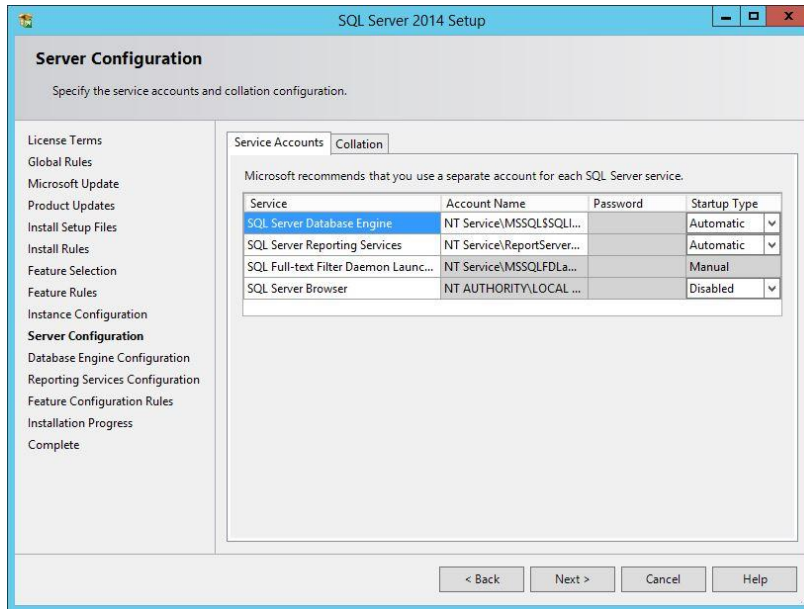 SQL Server 2014 Setup
Server Configuration
Specify the service accounts and collation configuration.
License Terms
Global Rules
Microsoft Update
Product Updates
Install Setup Files
Install Rules
Feature Selection
Feature Rules
Instance Configuration
Server Configuration
Database Engine Configuration
Reporting Services Configuration
Feature Configuration Rules
Installation Progress
Complete
Service Accounts Collation
Microsoft recommends that you use a separate account for each SQL Server service.
Service Account Name Password Startup Type
SQL Server Database Engine NT Service\MSSQL$SQLI... Automatic
SQL Server Reporting Services NT Service\ReportServer... Automatic
SQL Full-text Filter Daemon Launc... NT Service\MSSQLFDLa... Manual
SQL Server Browser NT AUTHORITY\LOCAL ... Disabled
< Back Next > Cancel Help